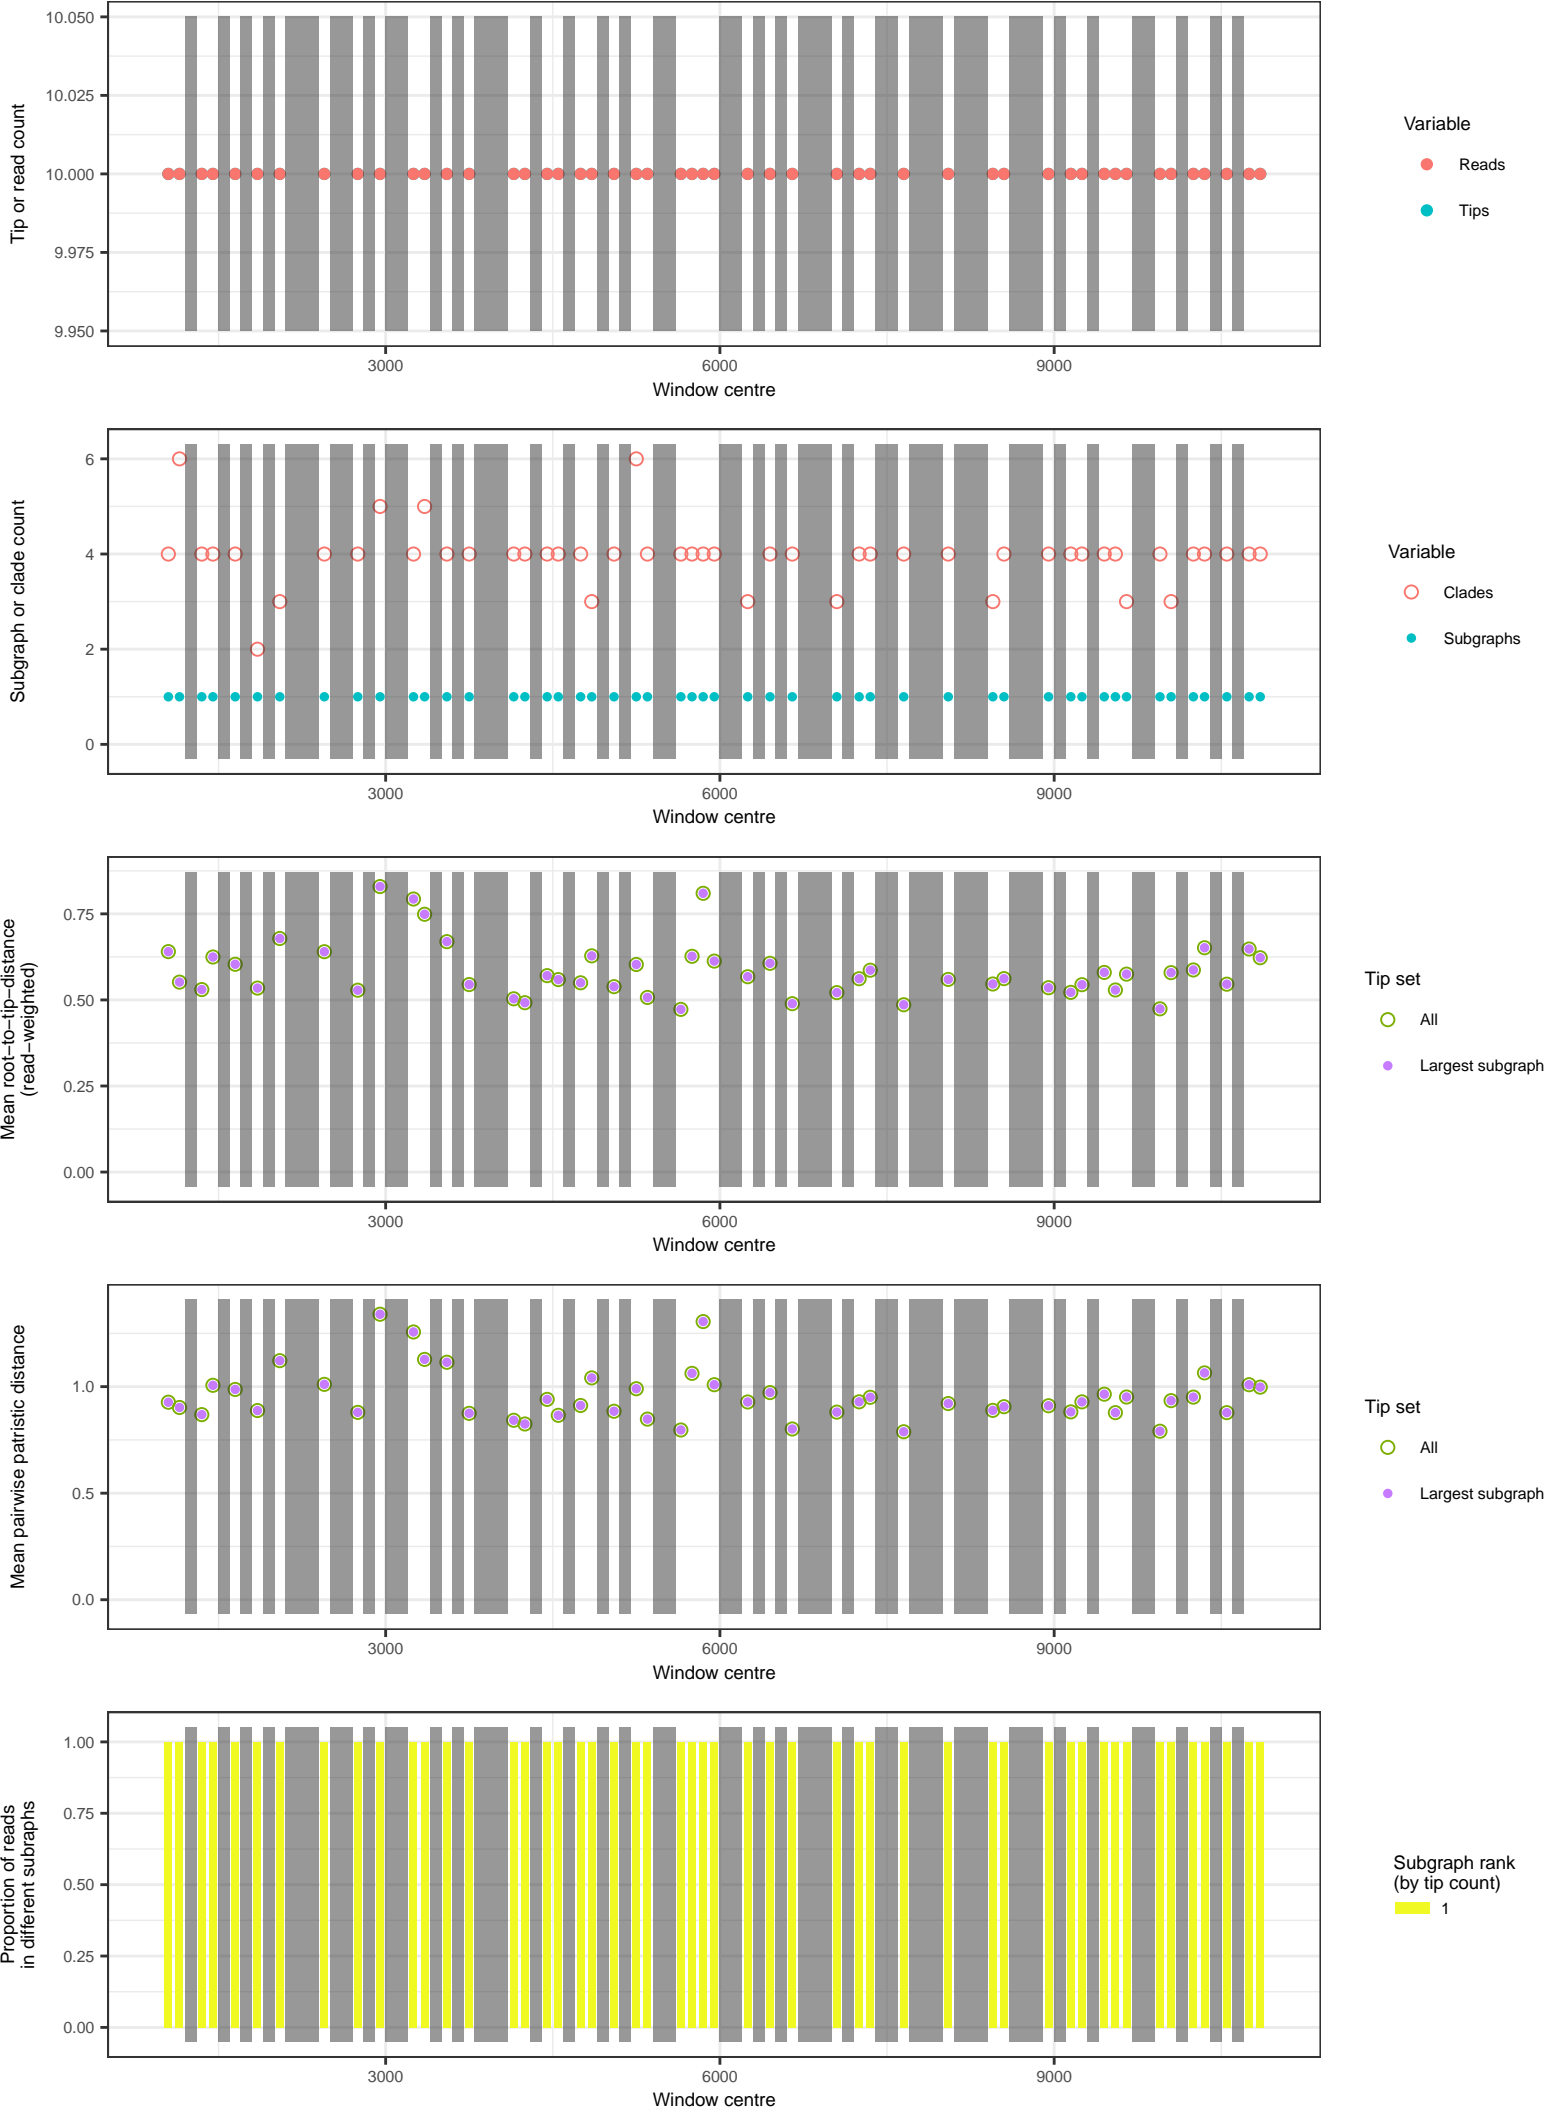 10.050
10.025
10.000
9.975
9.950
Tip or read count
3000
6000
9000
Window centre
Variable
Reads
Tips
6
4
2
0
Subgraph or clade count
3000
6000
9000
Window centre
Variable
Clades
Subgraphs
0.75
0.50
0.25
0.00
Mean root−to−tip−distance
(read−weighted)
3000
6000
9000
Window centre
Tip set
All
Largest subgraph
1.0
0.5
0.0
Mean pairwise patristic distance
3000
6000
9000
Window centre
Tip set
All
Largest subgraph
1.00
0.75
0.50
0.25
0.00
Proportion of reads
in different subraphs
3000
6000
9000
Window centre
Subgraph rank
(by tip count)
1